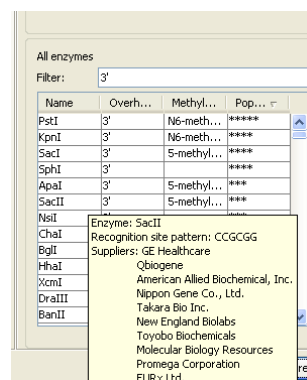 All enzymes
Filter: 3'
Name Overh... Methyl... Pop...
PstI 3' N6-meth... *****
KpnI 3' N6-meth... ****
SacI 3' 5-methyl... ****
SphI 3' ****
ApaI 3' 5-methyl... ***
SacII 3' 5-methyl... ***
NsiI
ChaI
BglI
HhaI
XcmI
DraIII
BanII
Enzyme: SacII
Recognition site pattern: CCGCGG
Suppliers: GE Healthcare
Qbiogene
American Allied Biochemical, Inc.
Nippon Gene Co., Ltd.
Takara Bio Inc.
New England Biolabs
Toyobo Biochemicals
Molecular Biology Resources
Promega Corporation
EURx Ltd.